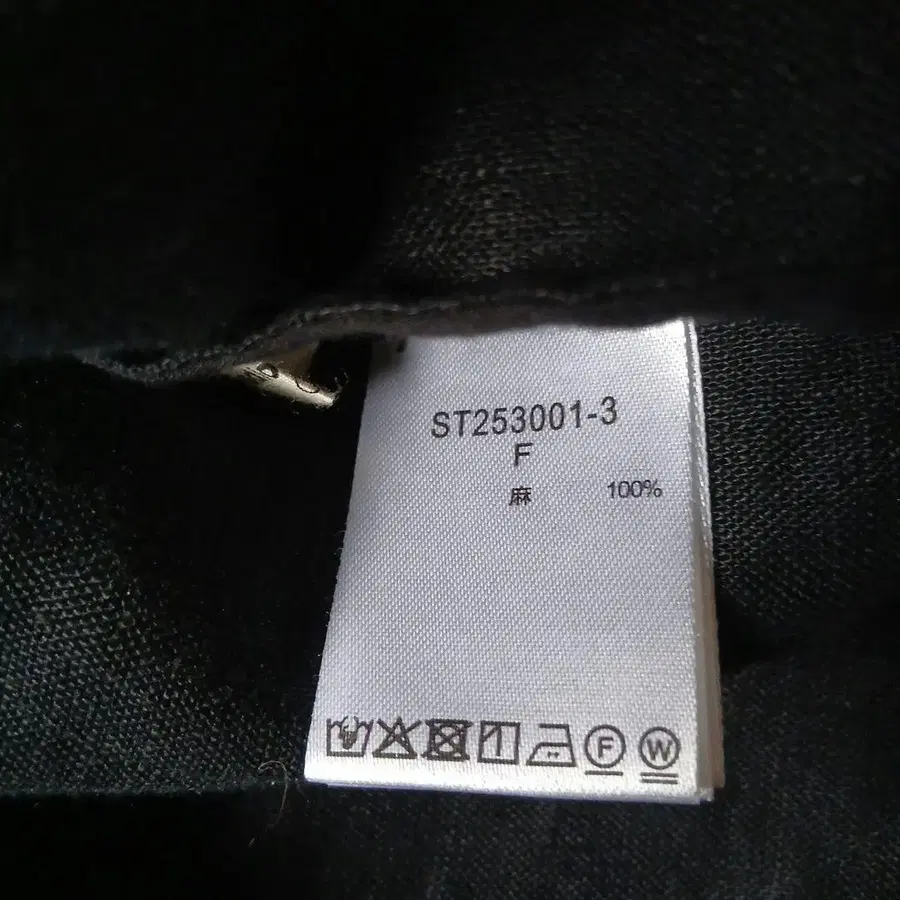 ST253001-3
F
麻 100%
F W